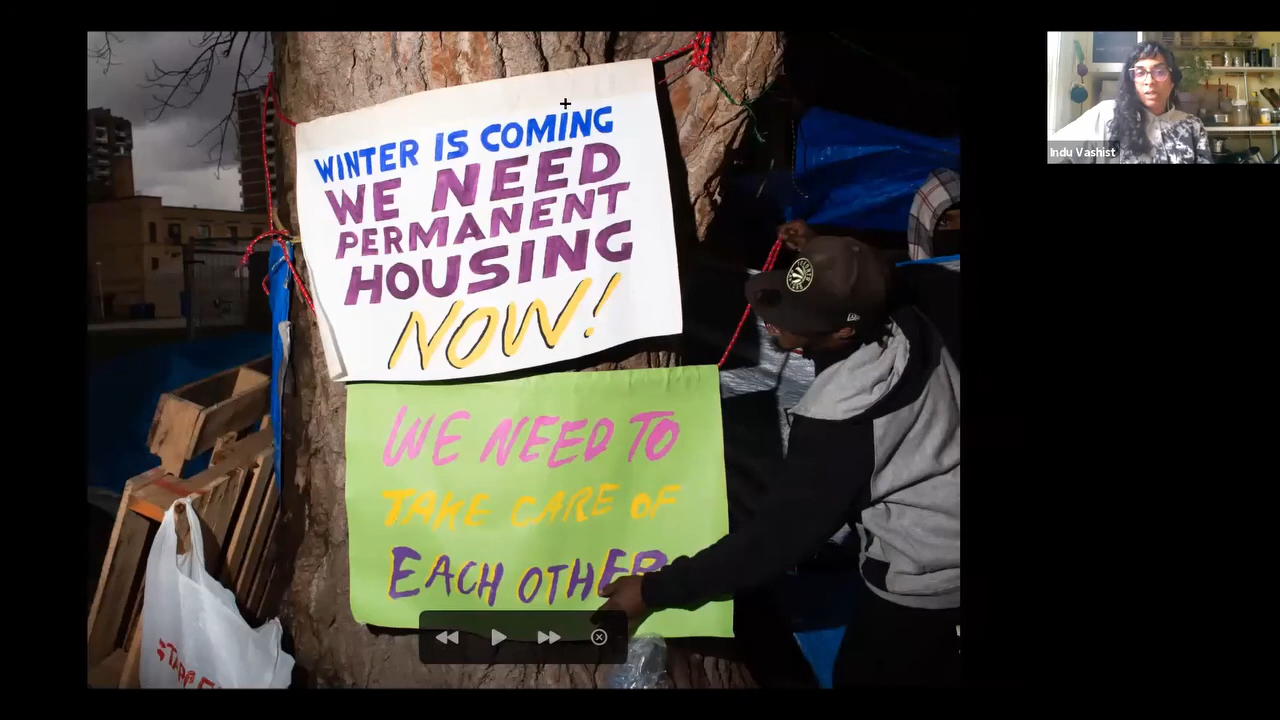 WINTER IS COMING
WE NEED
PERMANENT
HOUSING
NOW!
WE NEED TO
TAKE CARE OF
EACH OTHER
Indu Vashist